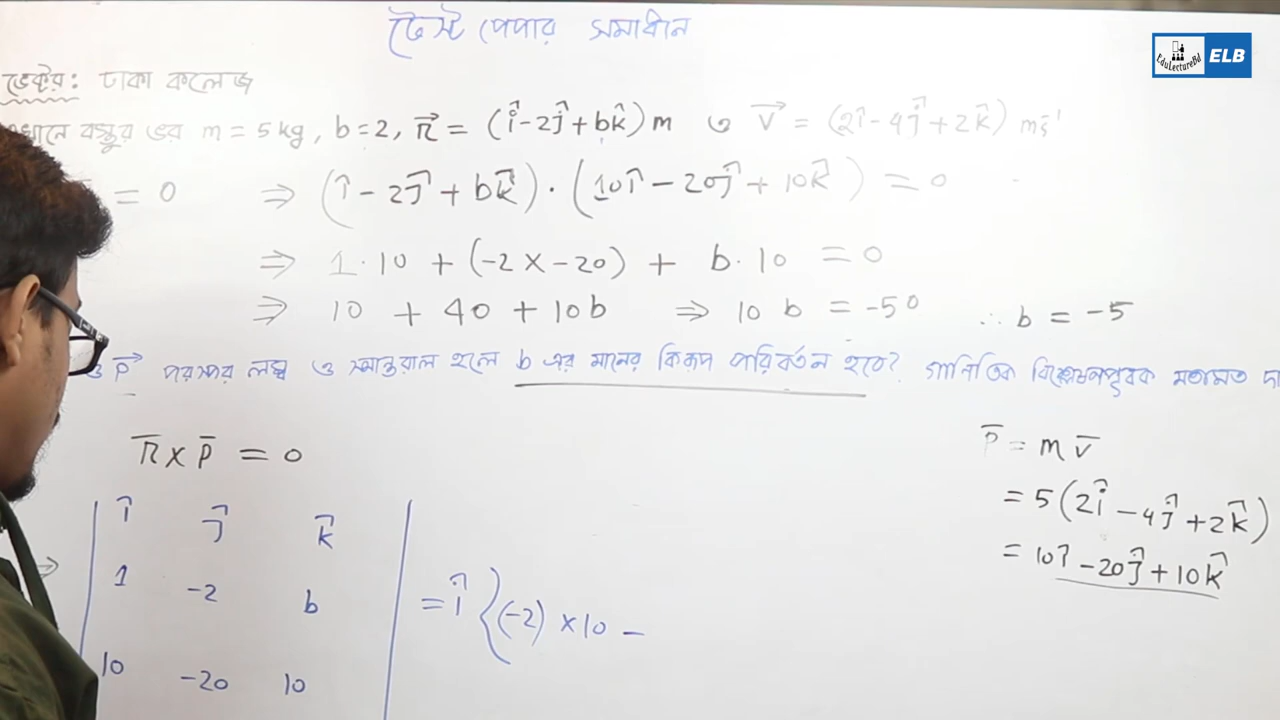 টেস্ট পেপার সমাধান
EduLectureBd ELB
ভেক্টর: ঢাকা কলেজ
এখানে বস্তুর ভর m = 5 kg, b = 2, r⃗ = (î - 2ĵ + bk̂) m ও v⃗ = (2î - 4ĵ + 2k̂) ms⁻¹
= 0 ⇒ (î - 2ĵ + bk̂) · (10î - 20ĵ + 10k̂) = 0
⇒ 1·10 + (-2 × -20) + b·10 = 0
⇒ 10 + 40 + 10b ⇒ 10 b = -50 ∴ b = -5
ও p⃗ পরস্পর লম্ব ও সমান্তরাল হলে b এর মানের কিরূপ পরিবর্তন হবে? গাণিতিক বিশ্লেষণপূর্বক মতামত দা
r̄ × p̄ = 0
⇒ | î ĵ k̂ |
1 -2 b
10 -20 10
= î {(-2) × 10 -
p̄ = m v̄
= 5 (2î - 4ĵ + 2k̂)
= 10î - 20ĵ + 10k̂